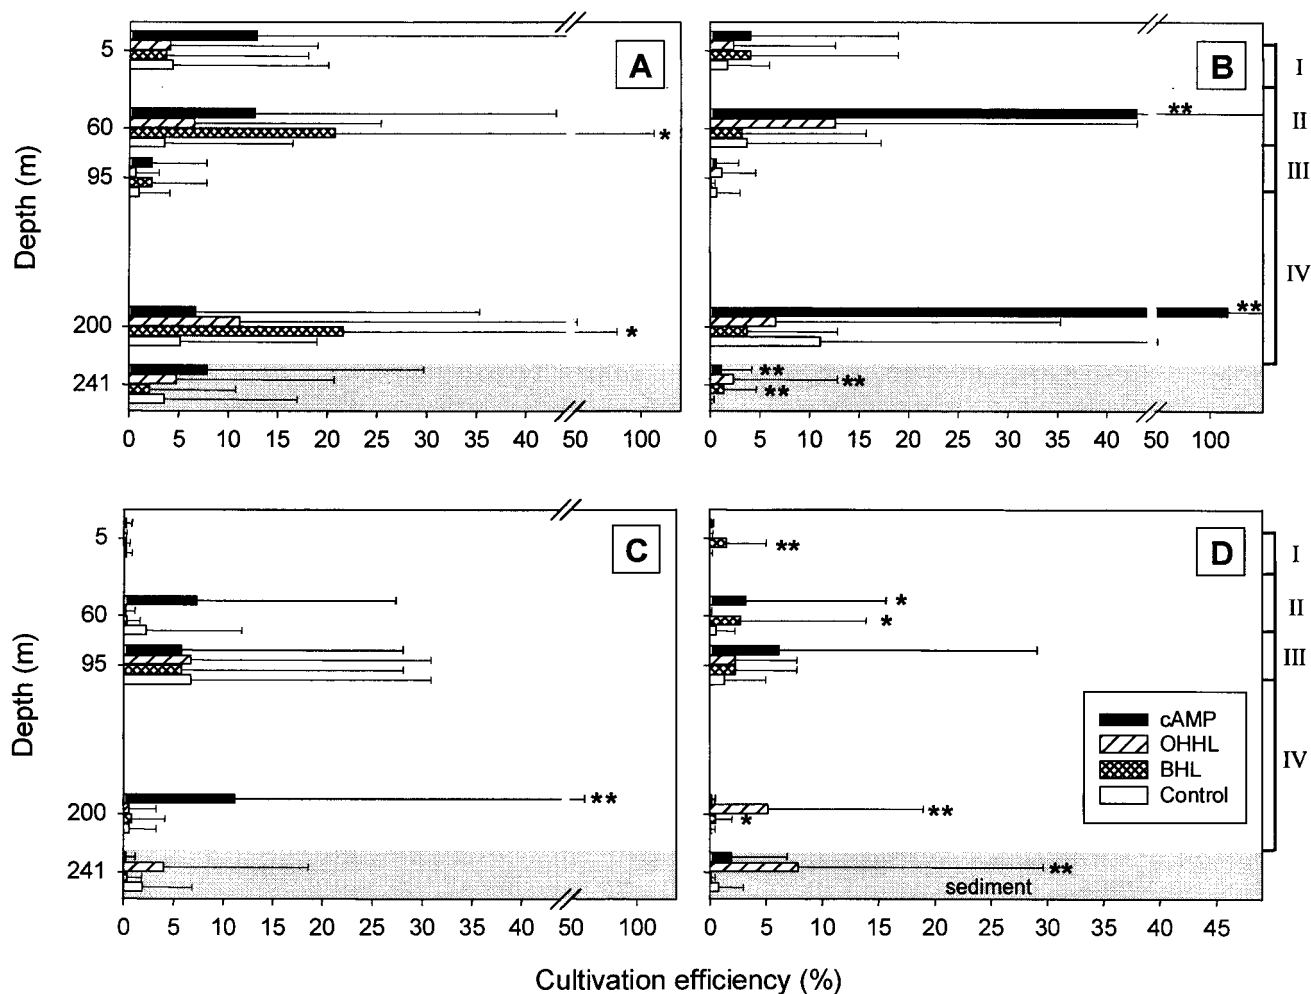 A
B
Depth (m)
5
60
95
200
241
*
*
**
**
**
**
**
I
II
III
IV
0 5 10 15 20 25 30 35 40 50 100
0 5 10 15 20 25 30 35 40 50 100
C
D
Depth (m)
5
60
95
200
241
**
**
*
*
**
*
**
cAMP
OHHL
BHL
Control
sediment
I
II
III
IV
0 5 10 15 20 25 30 35 40 50 100
0 5 10 15 20 25 30 35 40 45
Cultivation efficiency (%)